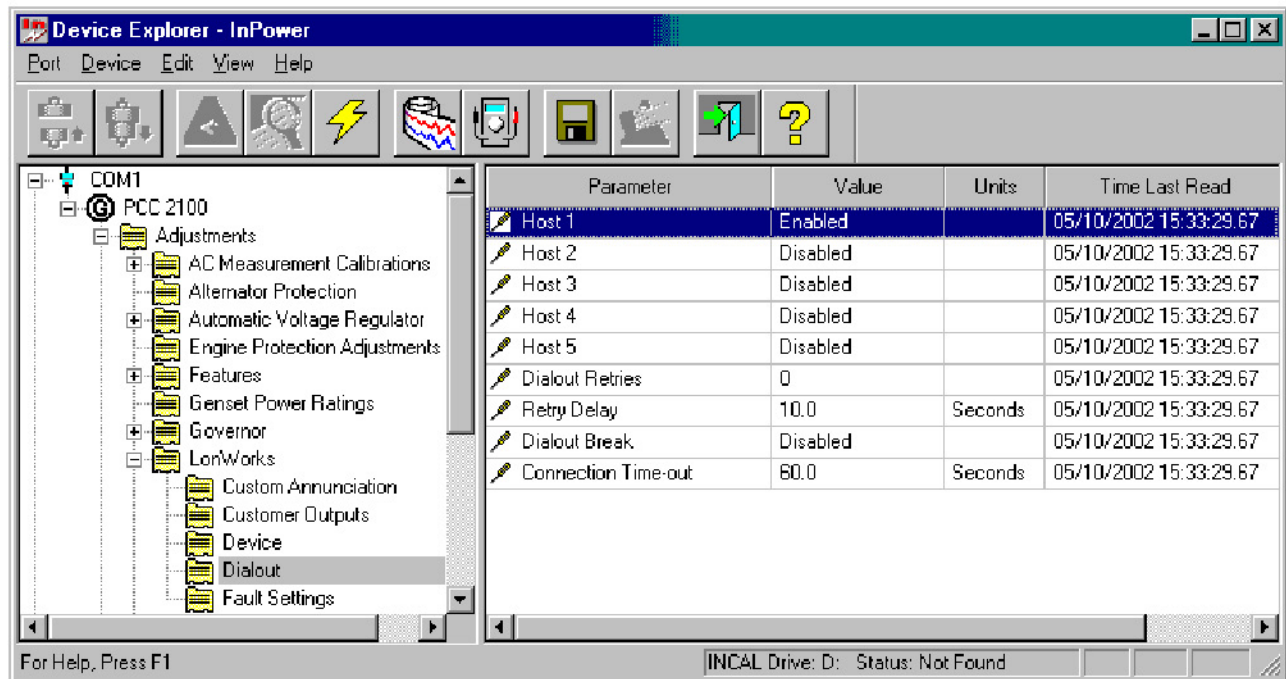 Device Explorer - InPower
Port Device Edit View Help
COM1
PCC 2100
Adjustments
AC Measurement Calibrations
Alternator Protection
Automatic Voltage Regulator
Engine Protection Adjustments
Features
Genset Power Ratings
Governor
LonWorks
Custom Annunciation
Customer Outputs
Device
Dialout
Fault Settings
Parameter Value Units Time Last Read
Host 1 Enabled 05/10/2002 15:33:29.67
Host 2 Disabled 05/10/2002 15:33:29.67
Host 3 Disabled 05/10/2002 15:33:29.67
Host 4 Disabled 05/10/2002 15:33:29.67
Host 5 Disabled 05/10/2002 15:33:29.67
Dialout Retries 0 05/10/2002 15:33:29.67
Retry Delay 10.0 Seconds 05/10/2002 15:33:29.67
Dialout Break Disabled 05/10/2002 15:33:29.67
Connection Time-out 60.0 Seconds 05/10/2002 15:33:29.67
For Help, Press F1
INCAL Drive: D: Status: Not Found